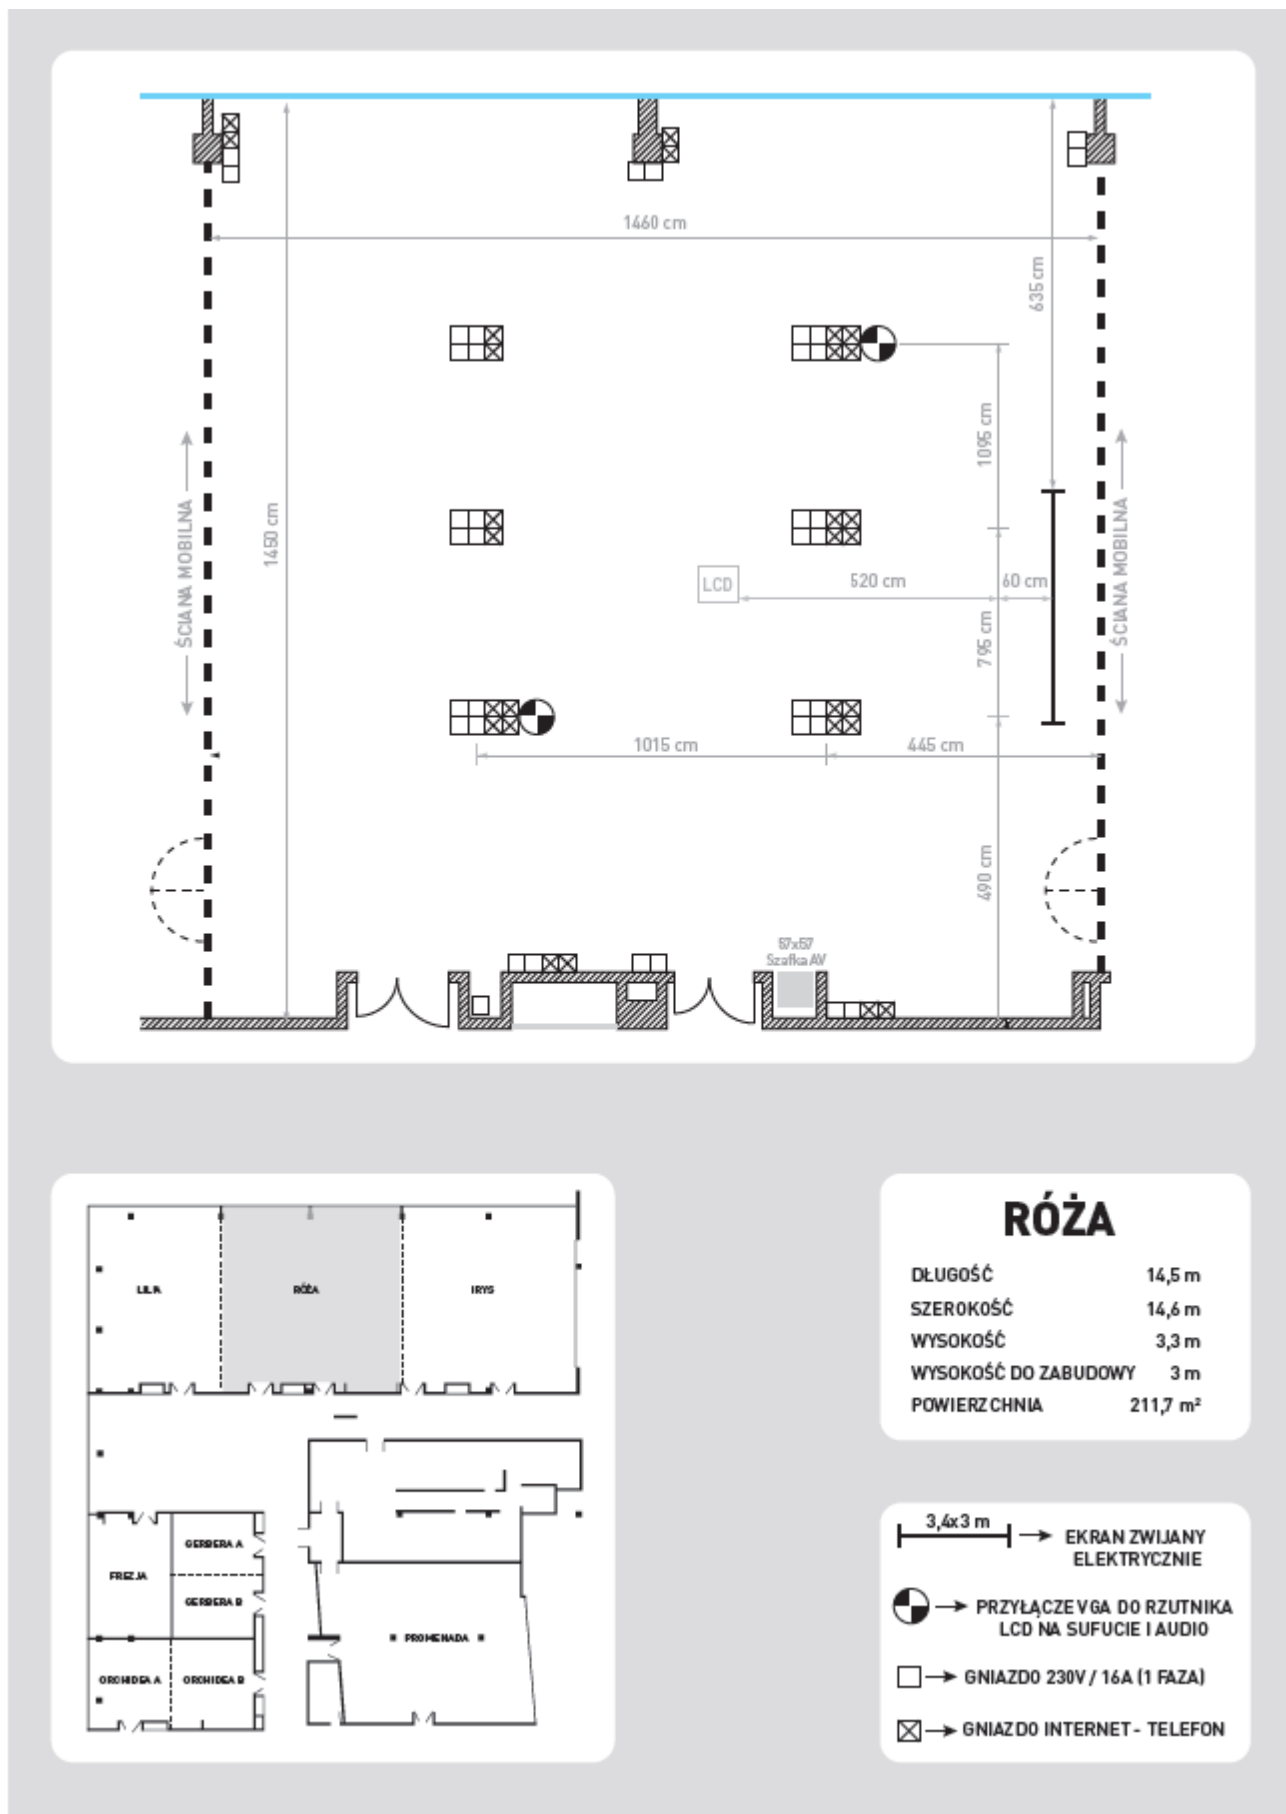 1460 cm
635 cm
1095 cm
1450 cm
ŚCIANA MOBILNA
ŚCIANA MOBILNA
LCD
520 cm
60 cm
795 cm
1015 cm
445 cm
490 cm
57x57
Szafka AV
LILIA
RÓŻA
IRYS
GERBERA A
FREZJA
GERBERA B
PROMENADA
ORCHIDEA A
ORCHIDEA B
RÓŻA
DŁUGOŚĆ 14,5 m
SZEROKOŚĆ 14,6 m
WYSOKOŚĆ 3,3 m
WYSOKOŚĆ DO ZABUDOWY 3 m
POWIERZCHNIA 211,7 m²
3,4x3 m
EKRAN ZWIJANY
ELEKTRYCZNIE
PRZYŁĄCZE VGA DO RZUTNIKA
LCD NA SUFUCIE I AUDIO
GNIAZDO 230V / 16A (1 FAZA)
GNIAZDO INTERNET - TELEFON